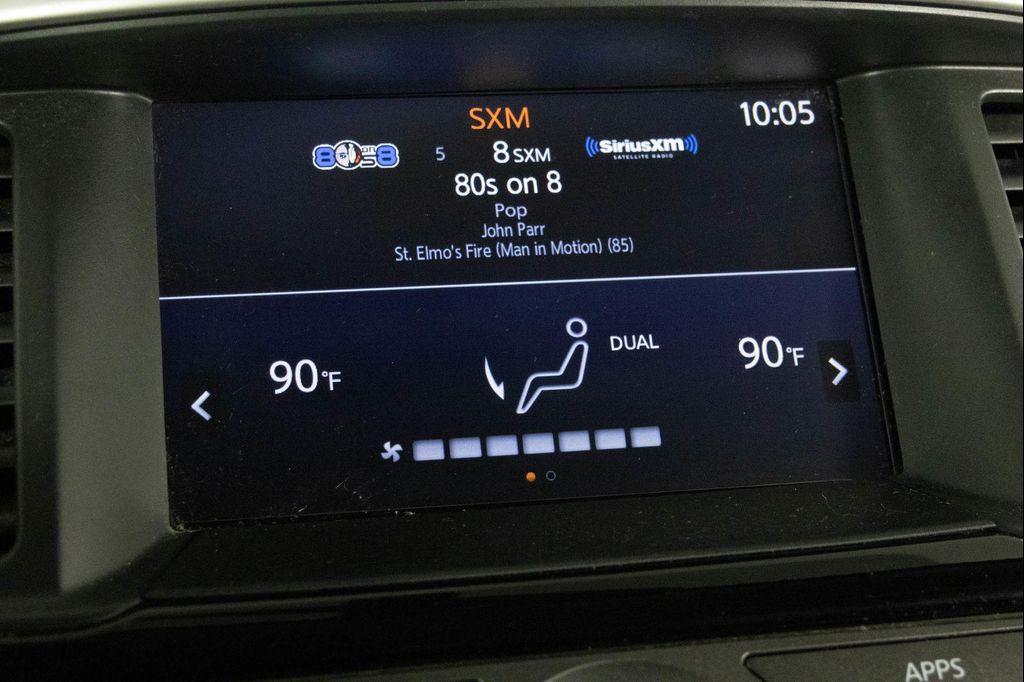 SXM
10:05
80s on 8
5
8 SXM
SiriusXM
SATELLITE RADIO
80s on 8
Pop
John Parr
St. Elmo's Fire (Man in Motion) (85)
90°F
DUAL
90°F
APPS